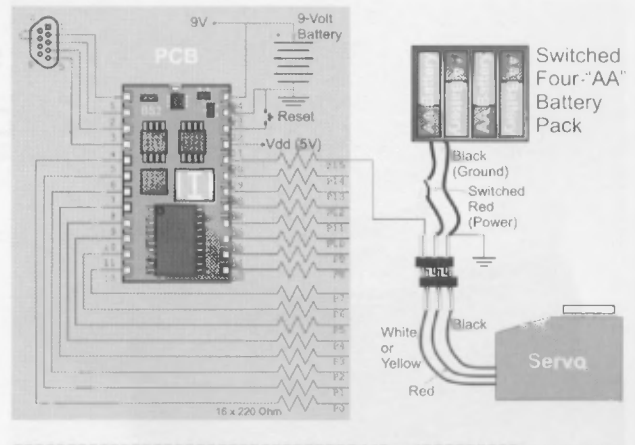 9V
9-Volt
Battery
PCB
BS1
Reset
Vdd (5V)
P15
P14
P13
P12
P11
P10
P9
P8
P7
P6
P5
P4
P3
P2
P1
P0
16 x 220 Ohm
Switched
Four-"AA"
Battery
Pack
Black
(Ground)
Switched
Red
(Power)
White
or
Yellow
Black
Red
Servo